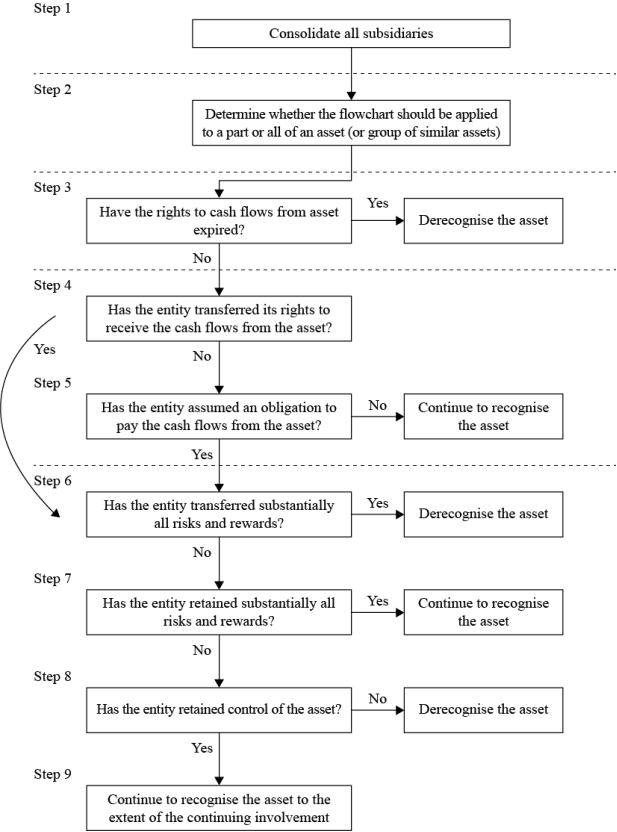 Step 1
Consolidate all subsidiaries
Step 2
Determine whether the flowchart should be applied
to a part or all of an asset (or group of similar assets)
Step 3
Have the rights to cash flows from asset
expired?
Yes
Derecognise the asset
No
Step 4
Has the entity transferred its rights to
receive the cash flows from the asset?
Yes
No
Step 5
Has the entity assumed an obligation to
pay the cash flows from the asset?
No
Continue to recognise
the asset
Yes
Step 6
Has the entity transferred substantially
all risks and rewards?
Yes
Derecognise the asset
No
Step 7
Has the entity retained substantially all
risks and rewards?
Yes
Continue to recognise
the asset
No
Step 8
Has the entity retained control of the asset?
No
Derecognise the asset
Yes
Step 9
Continue to recognise the asset to the
extent of the continuing involvement